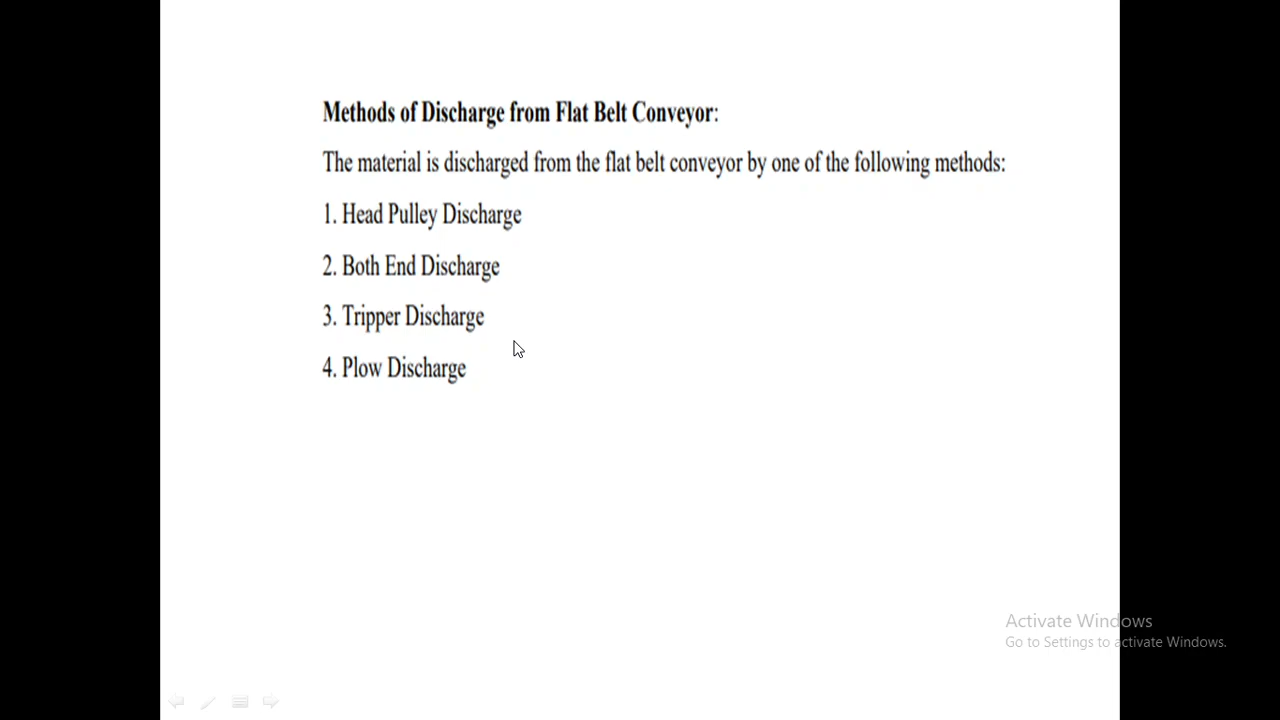 Methods of Discharge from Flat Belt Conveyor:
The material is discharged from the flat belt conveyor by one of the following methods:
1. Head Pulley Discharge
2. Both End Discharge
3. Tripper Discharge
4. Plow Discharge
Activate Windows
Go to Settings to activate Windows.